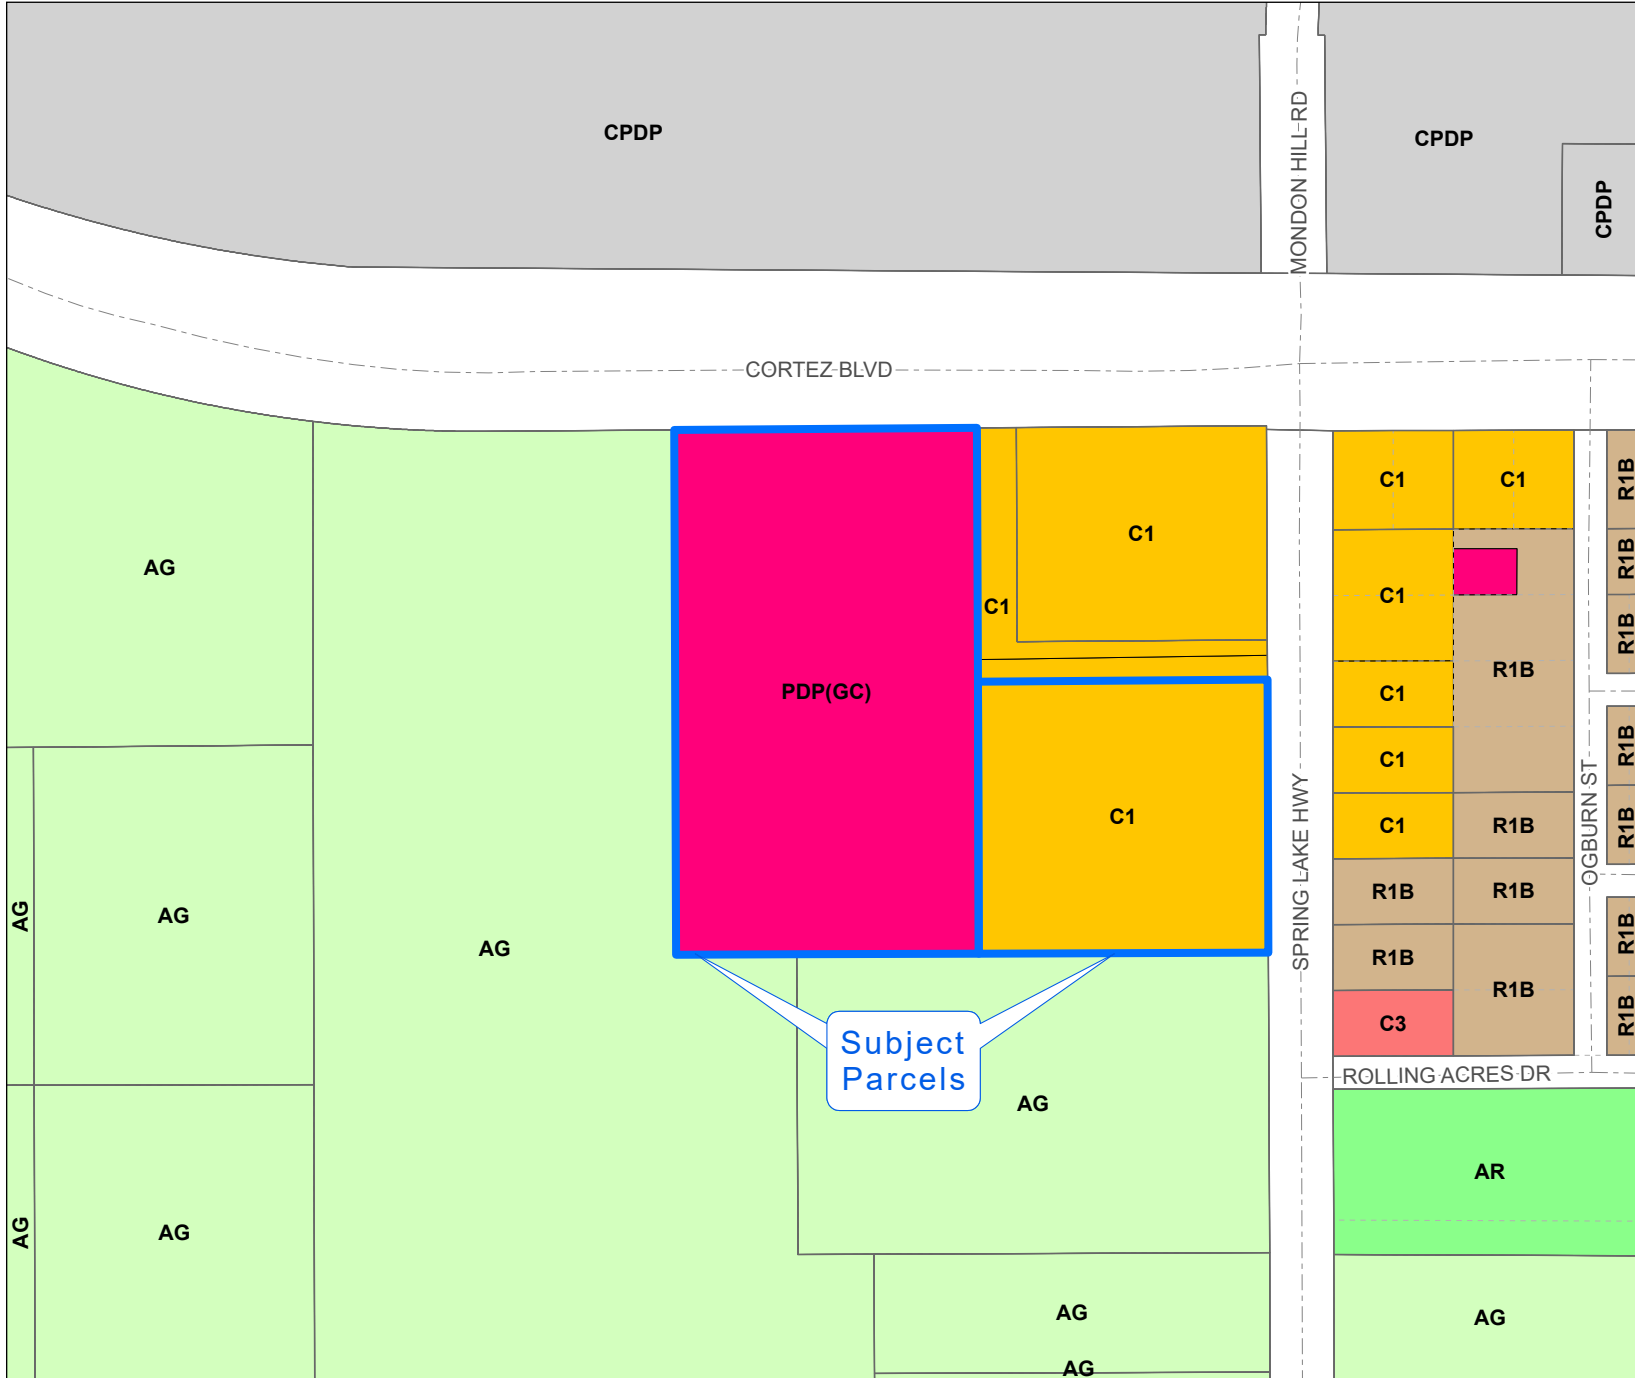 CPDP
CPDP
CPDP
MONDON HILL RD
CORTEZ BLVD
AG
PDP(GC)
C1
C1
C1
C1
R1B
R1B
C1
R1B
C1
R1B
R1B
C1
C1
R1B
C1
R1B
R1B
R1B
R1B
R1B
R1B
R1B
R1B
C3
SPRING LAKE HWY
OGBURN ST
AG
AG
AG
Subject
Parcels
ROLLING ACRES DR
AG
AR
AG
AG
AG
AG
AG